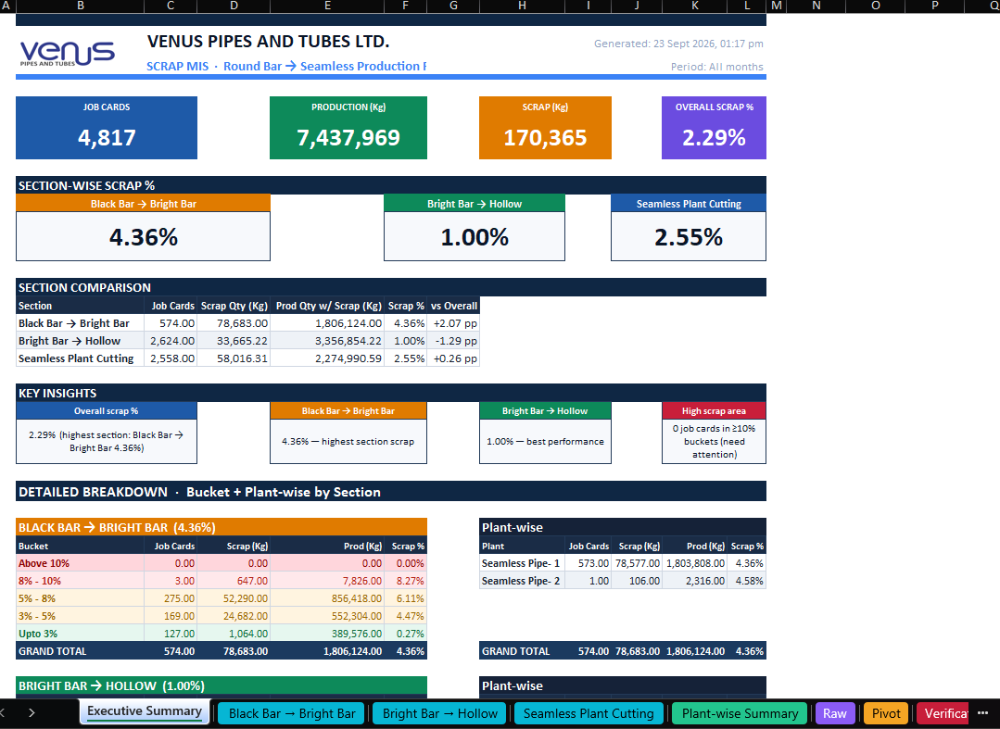 A B C D E F G H I J K L M N O P Q
venus
PIPES AND TUBES
VENUS PIPES AND TUBES LTD.
Generated: 23 Sept 2026, 01:17 pm
SCRAP MIS · Round Bar → Seamless Production F
Period: All months
JOB CARDS PRODUCTION (Kg) SCRAP (Kg) OVERALL SCRAP %
4,817 7,437,969 170,365 2.29%
SECTION-WISE SCRAP %
Black Bar → Bright Bar Bright Bar → Hollow Seamless Plant Cutting
4.36% 1.00% 2.55%
SECTION COMPARISON
Section Job Cards Scrap Qty (Kg) Prod Qty w/ Scrap (Kg) Scrap % vs Overall
Black Bar → Bright Bar 574.00 78,683.00 1,806,124.00 4.36% +2.07 pp
Bright Bar → Hollow 2,624.00 33,665.22 3,356,854.22 1.00% -1.29 pp
Seamless Plant Cutting 2,558.00 58,016.31 2,274,990.59 2.55% +0.26 pp
KEY INSIGHTS
Overall scrap % Black Bar → Bright Bar Bright Bar → Hollow High scrap area
2.29% (highest section: Black Bar →
Bright Bar 4.36%)
4.36% — highest section scrap
1.00% — best performance
0 job cards in ≥10%
buckets (need
attention)
DETAILED BREAKDOWN · Bucket + Plant-wise by Section
BLACK BAR → BRIGHT BAR (4.36%) Plant-wise
Bucket Job Cards Scrap (Kg) Prod (Kg) Scrap % Plant Job Cards Scrap (Kg) Prod (Kg) Scrap %
Above 10% 0.00 0.00 0.00 0.00% Seamless Pipe- 1 573.00 78,577.00 1,803,808.00 4.36%
8% - 10% 3.00 647.00 7,826.00 8.27% Seamless Pipe- 2 1.00 106.00 2,316.00 4.58%
5% - 8% 275.00 52,290.00 856,418.00 6.11%
3% - 5% 169.00 24,682.00 552,304.00 4.47%
Upto 3% 127.00 1,064.00 389,576.00 0.27%
GRAND TOTAL 574.00 78,683.00 1,806,124.00 4.36% GRAND TOTAL 574.00 78,683.00 1,806,124.00 4.36%
BRIGHT BAR → HOLLOW (1.00%) Plant-wise
Executive Summary Black Bar → Bright Bar Bright Bar → Hollow Seamless Plant Cutting Plant-wise Summary Raw Pivot Verifica